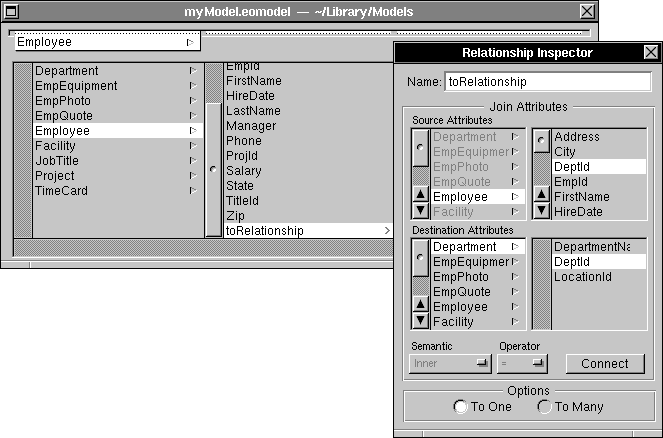 myModel.eomodel — ~/Library/Models
Employee
Department
EmpEquipment
EmpPhoto
EmpQuote
Employee
Facility
JobTitle
Project
TimeCard
EmpId
FirstName
HireDate
LastName
Manager
Phone
ProjId
Salary
State
TitleId
Zip
toRelationship
Relationship Inspector
Name: toRelationship
Join Attributes
Source Attributes
Department
EmpEquipmer
EmpPhoto
EmpQuote
Employee
Facility
Address
City
DeptId
EmpId
FirstName
HireDate
Destination Attributes
Department
EmpEquipmer
EmpPhoto
EmpQuote
Employee
Facility
DepartmentNa
DeptId
LocationId
Semantic Operator
Inner = Connect
Options
To One To Many